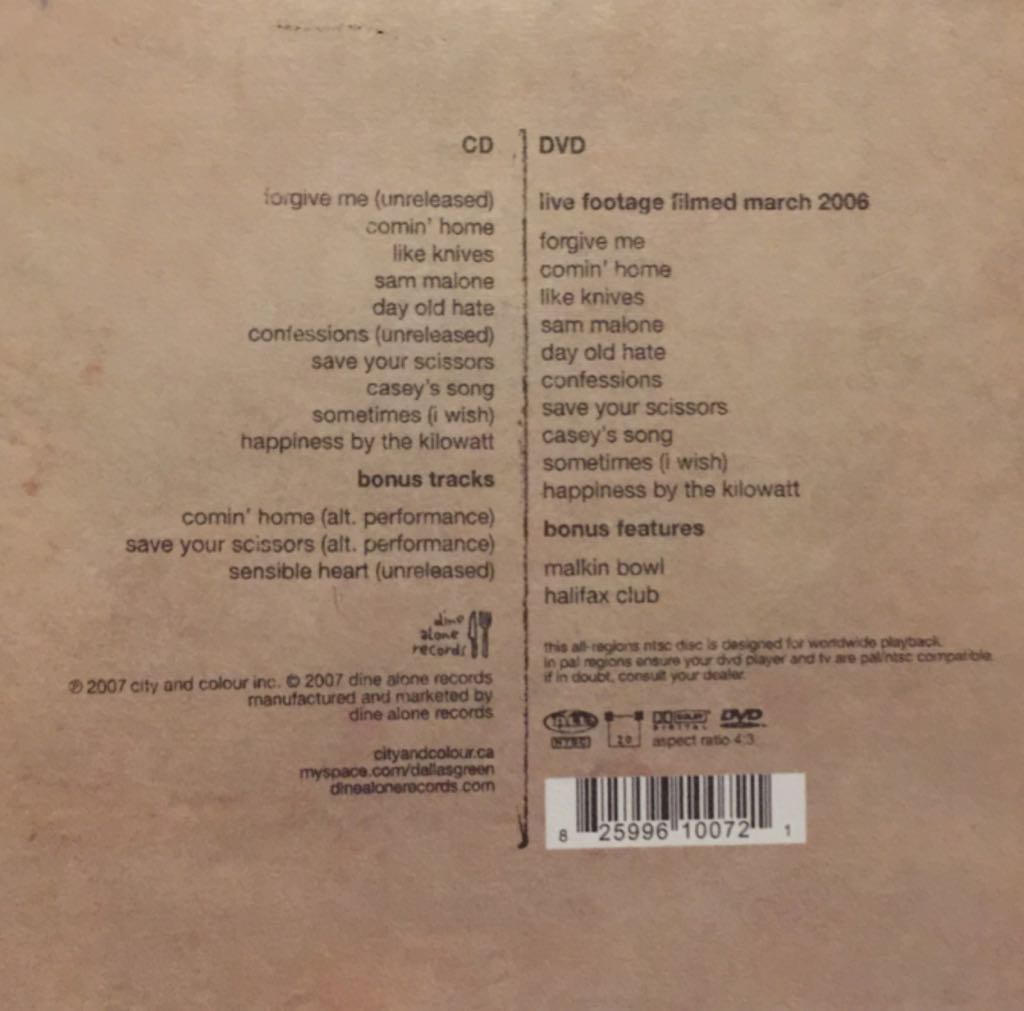 CD
forgive me (unreleased)
comin' home
like knives
sam malone
day old hate
confessions (unreleased)
save your scissors
casey's song
sometimes (i wish)
happiness by the kilowatt
bonus tracks
comin' home (alt. performance)
save your scissors (alt. performance)
sensible heart (unreleased)
dine
alone
records
℗ 2007 city and colour inc. © 2007 dine alone records
manufactured and marketed by
dine alone records
cityandcolour.ca
myspace.com/dallasgreen
dinealonerecords.com
DVD
live footage filmed march 2006
forgive me
comin' home
like knives
sam malone
day old hate
confessions
save your scissors
casey's song
sometimes (i wish)
happiness by the kilowatt
bonus features
malkin bowl
halifax club
this all-regions ntsc disc is designed for worldwide playback.
in pal regions ensure your dvd player and tv are pal/ntsc compatible.
if in doubt, consult your dealer.
NTSC 2.0 DOLBY DIGITAL DVD
aspect ratio 4:3
8 25996 10072 1